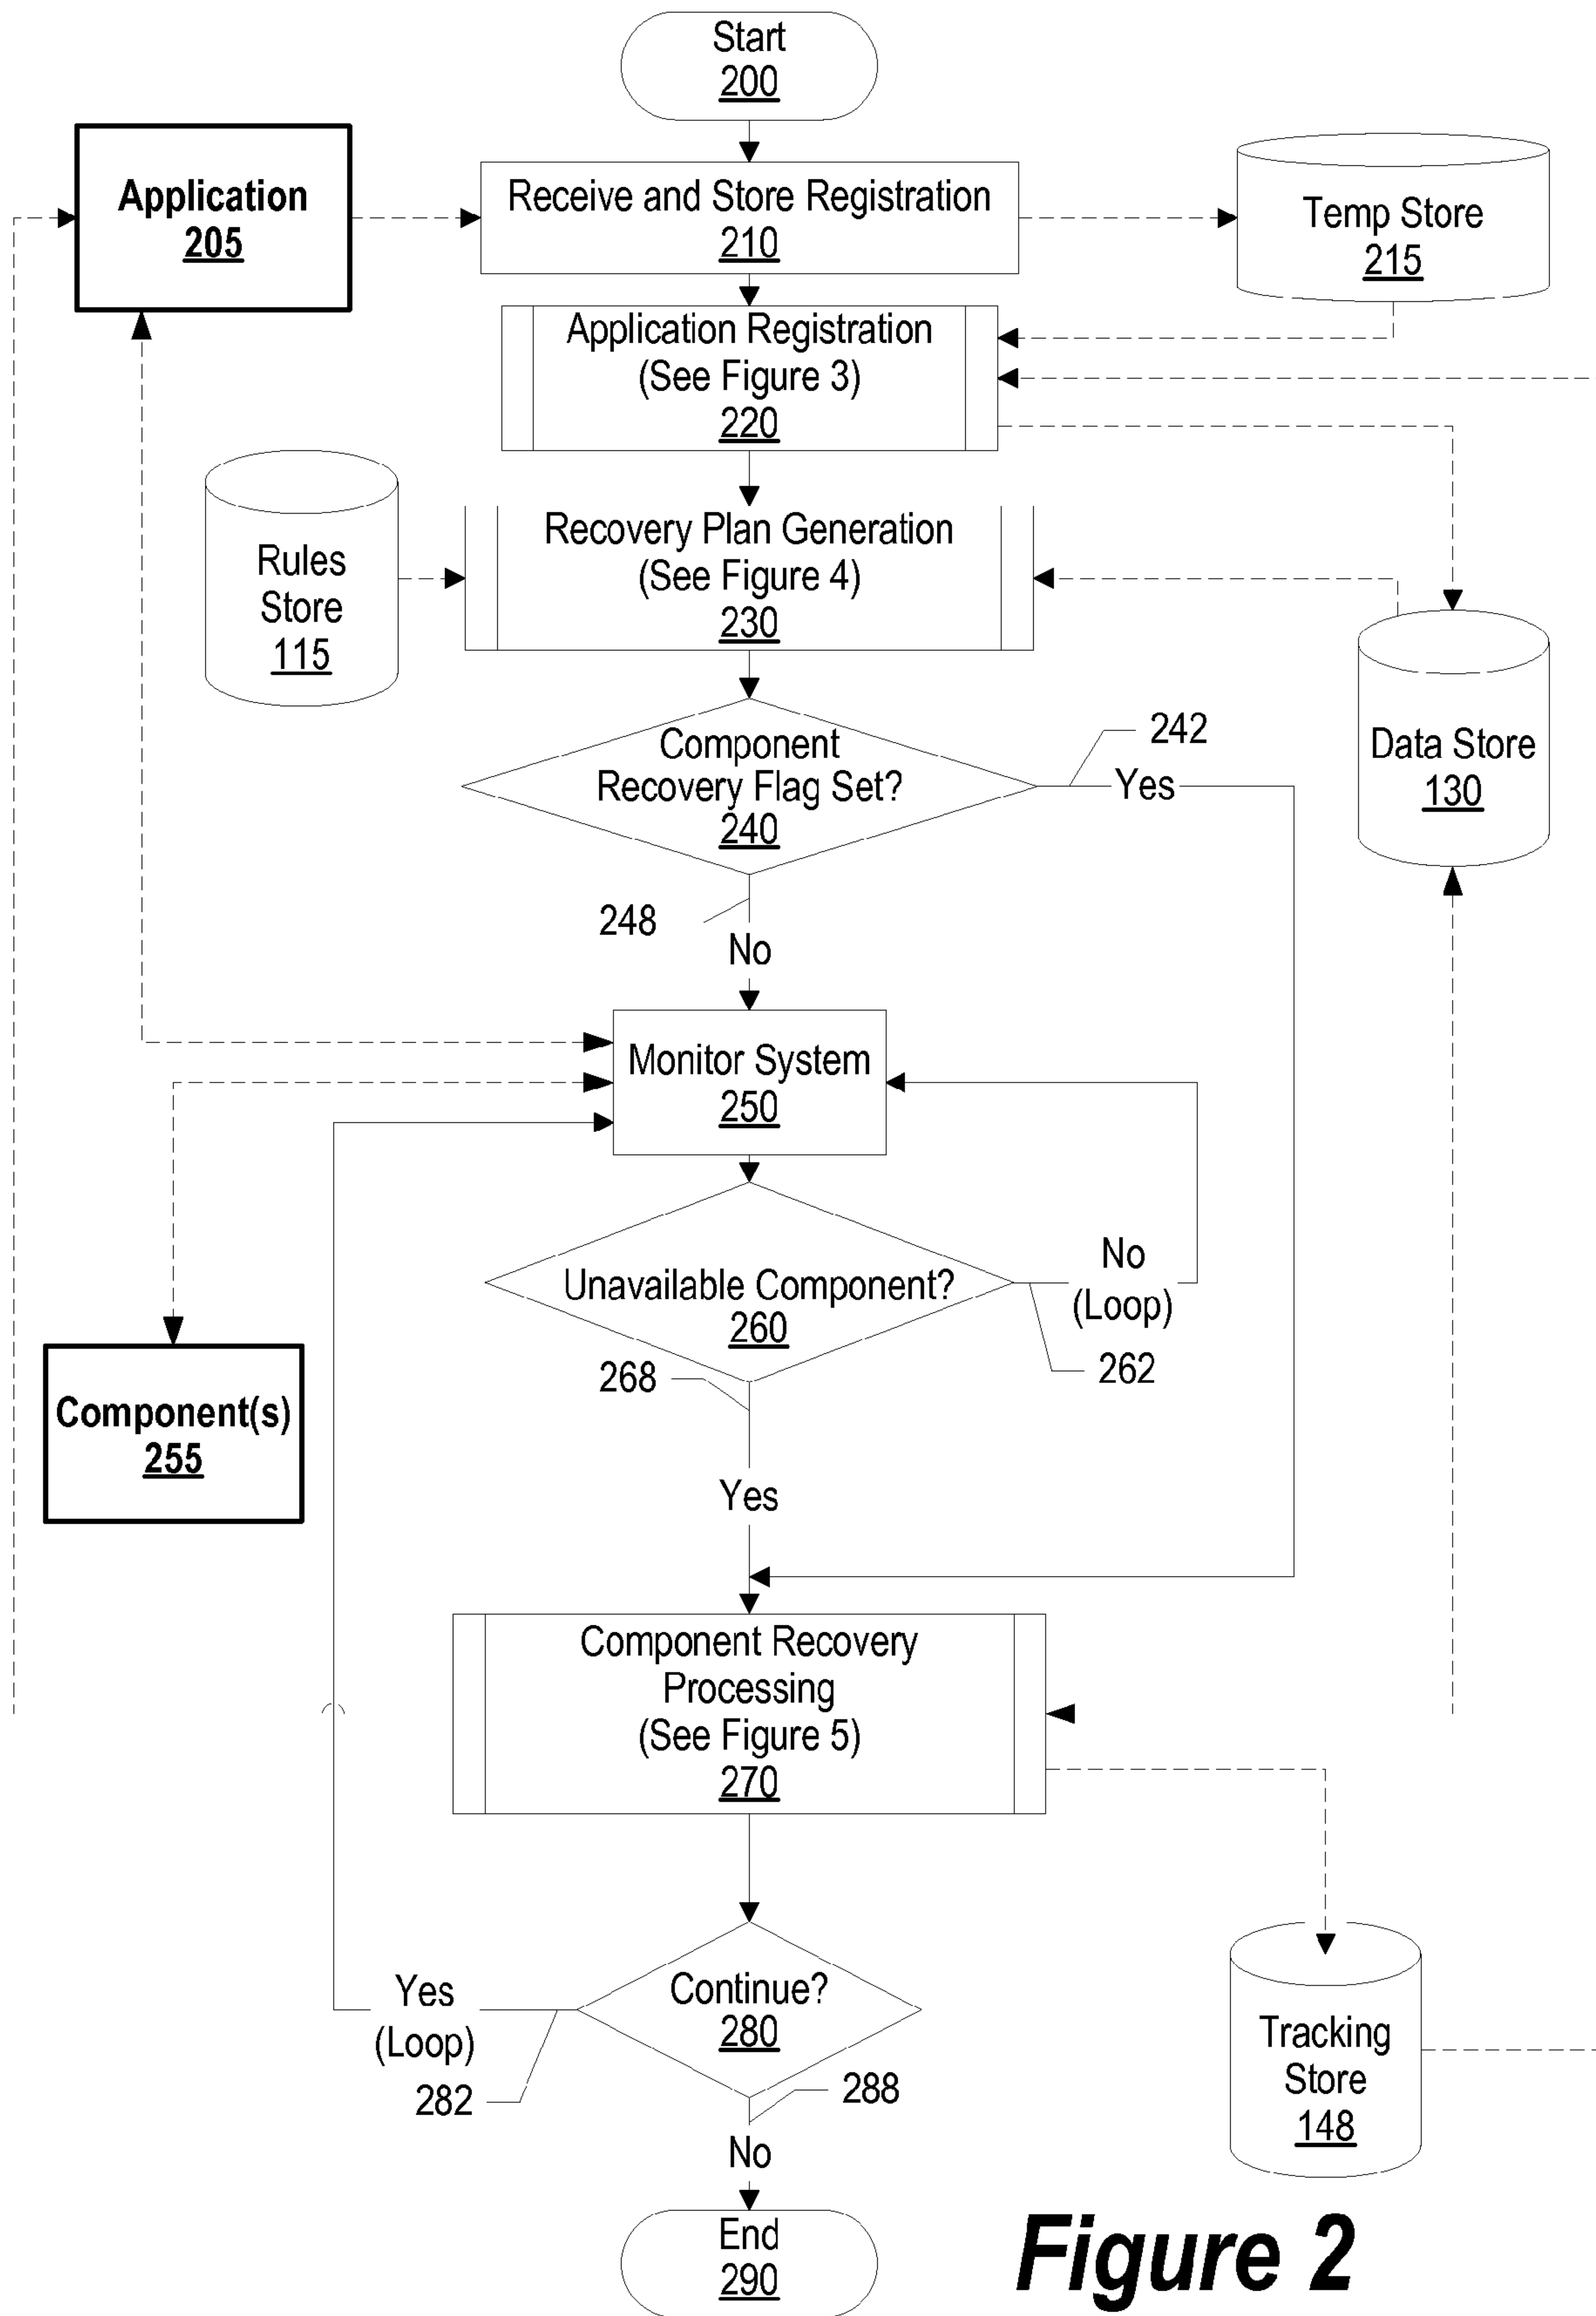 Start
200
Application
205
Receive and Store Registration
210
Temp Store
215
Application Registration
(See Figure 3)
220
Rules
Store
115
Recovery Plan Generation
(See Figure 4)
230
Data Store
130
Component
Recovery Flag Set?
240
242
Yes
248
No
Monitor System
250
Unavailable Component?
260
No
(Loop)
262
268
Yes
Component(s)
255
Component Recovery
Processing
(See Figure 5)
270
Continue?
280
Yes
(Loop)
282
288
No
Tracking
Store
148
End
290
Figure 2